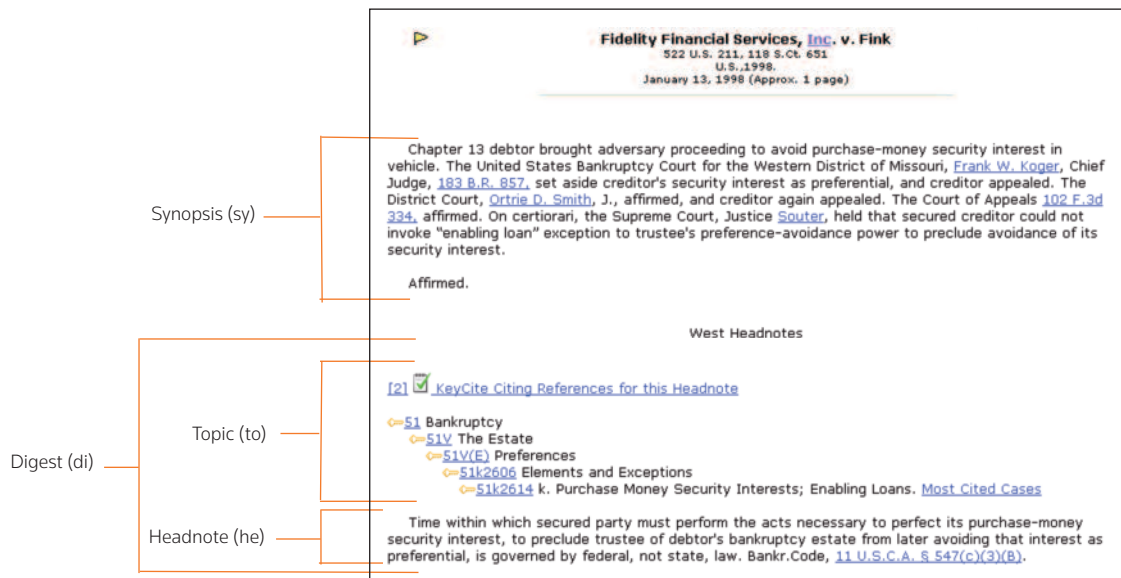 Fidelity Financial Services, Inc. v. Fink
522 U.S. 211, 118 S.Ct. 651
U.S.,1998.
January 13, 1998 (Approx. 1 page)
Synopsis (sy)
Chapter 13 debtor brought adversary proceeding to avoid purchase-money security interest in
vehicle. The United States Bankruptcy Court for the Western District of Missouri, Frank W. Koger, Chief
Judge, 183 B.R. 857, set aside creditor's security interest as preferential, and creditor appealed. The
District Court, Ortrie D. Smith, J., affirmed, and creditor again appealed. The Court of Appeals 102 F.3d
334, affirmed. On certiorari, the Supreme Court, Justice Souter, held that secured creditor could not
invoke “enabling loan” exception to trustee's preference-avoidance power to preclude avoidance of its
security interest.
Affirmed.
West Headnotes
Digest (di)
Topic (to)
[2] KeyCite Citing References for this Headnote
51 Bankruptcy
51V The Estate
51V(E) Preferences
51k2606 Elements and Exceptions
51k2614 k. Purchase Money Security Interests; Enabling Loans. Most Cited Cases
Headnote (he)
Time within which secured party must perform the acts necessary to perfect its purchase-money
security interest, to preclude trustee of debtor's bankruptcy estate from later avoiding that interest as
preferential, is governed by federal, not state, law. Bankr.Code, 11 U.S.C.A. § 547(c)(3)(B).